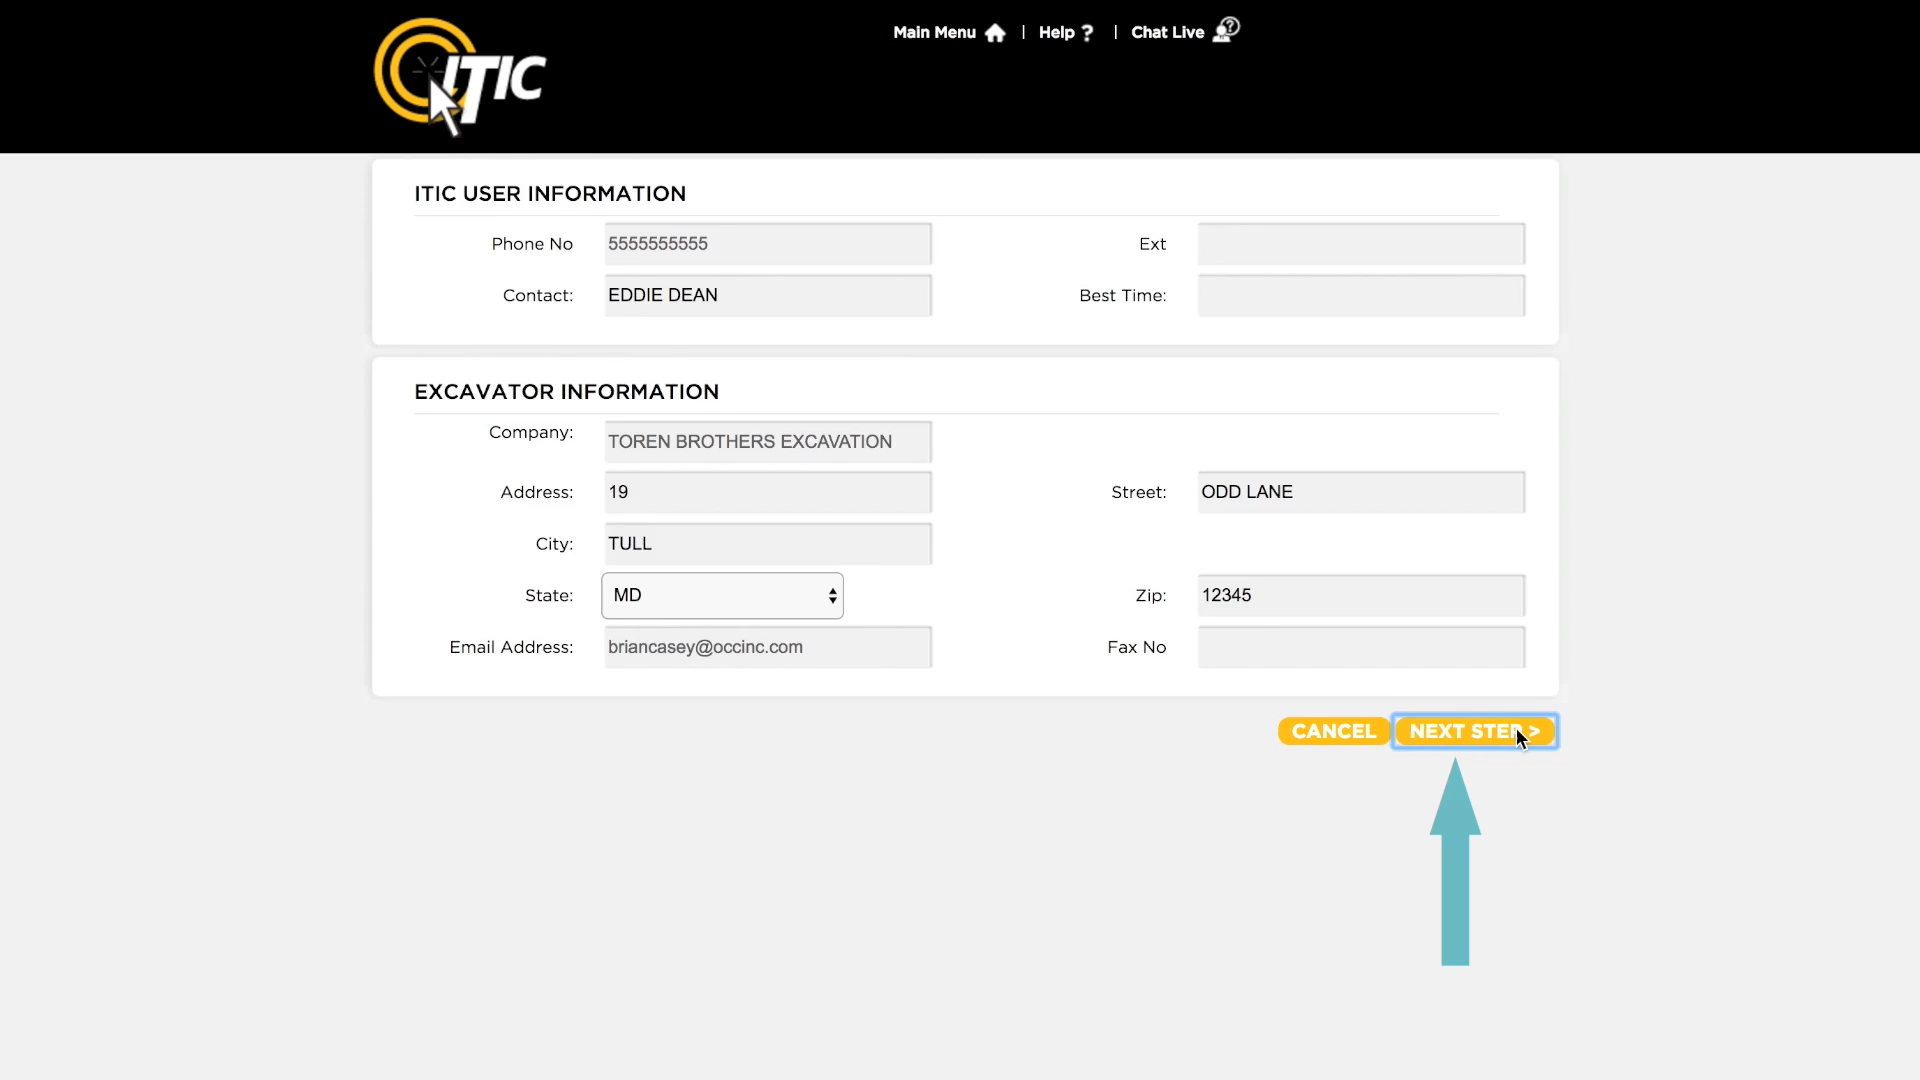 ITIC
Main Menu | Help ? | Chat Live ?
ITIC USER INFORMATION
Phone No 5555555555 Ext
Contact: EDDIE DEAN Best Time:
EXCAVATOR INFORMATION
Company: TOREN BROTHERS EXCAVATION
Address: 19 Street: ODD LANE
City: TULL
State: MD Zip: 12345
Email Address: briancasey@occinc.com Fax No
CANCEL NEXT STEP >